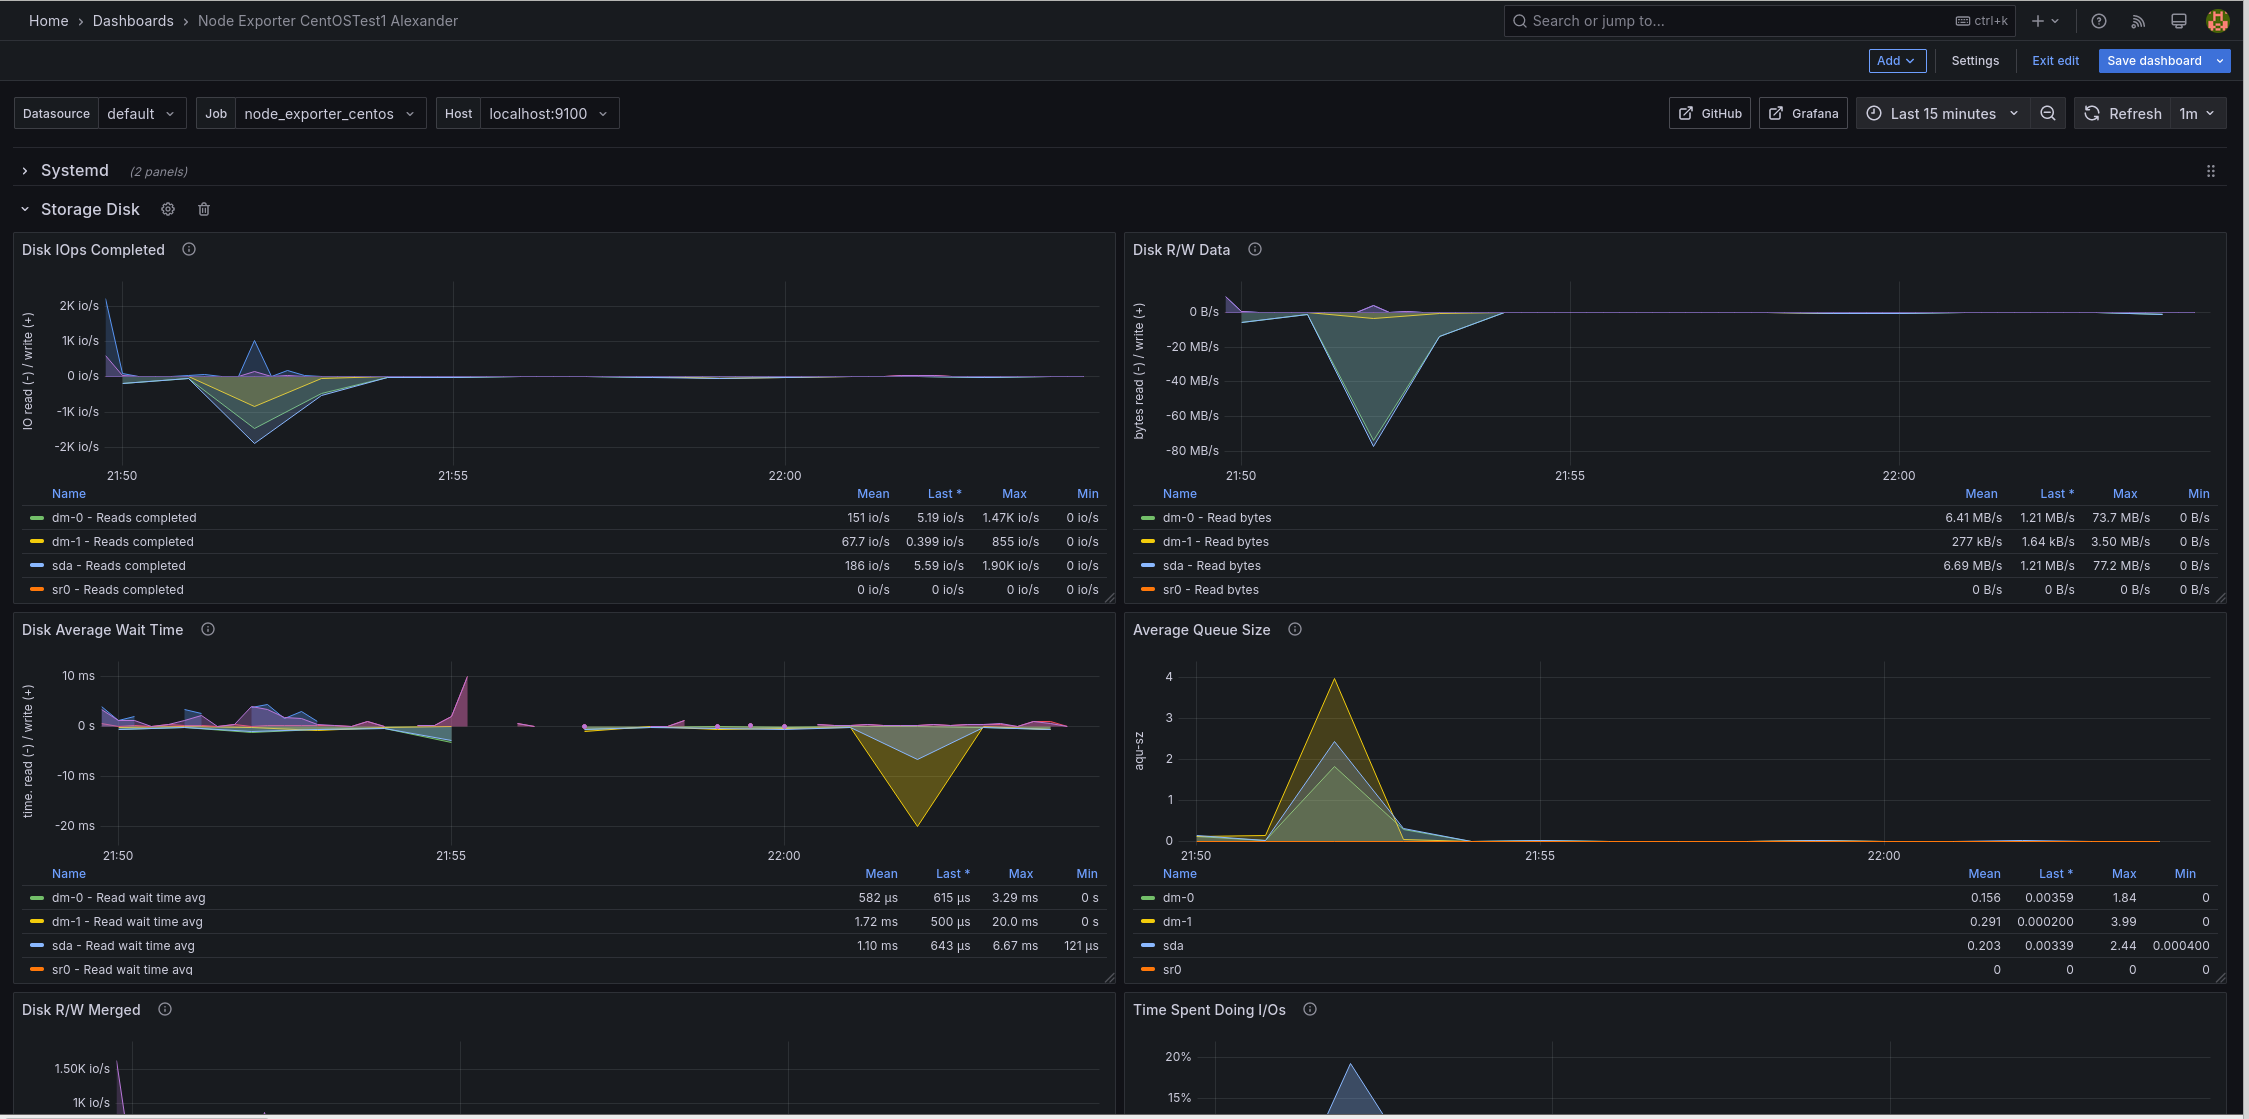 Home › Dashboards › Node Exporter CentOSTest1 Alexander
Search or jump to... ctrl+k
Add Settings Exit edit Save dashboard
Datasource default Job node_exporter_centos Host localhost:9100
GitHub Grafana Last 15 minutes Refresh 1m
Systemd (2 panels)
Storage Disk
Disk IOps Completed
IO read (-) / write (+)
2K io/s
1K io/s
0 io/s
-1K io/s
-2K io/s
21:50 21:55 22:00
Name Mean Last * Max Min
dm-0 - Reads completed 151 io/s 5.19 io/s 1.47K io/s 0 io/s
dm-1 - Reads completed 67.7 io/s 0.399 io/s 855 io/s 0 io/s
sda - Reads completed 186 io/s 5.59 io/s 1.90K io/s 0 io/s
sr0 - Reads completed 0 io/s 0 io/s 0 io/s 0 io/s
Disk R/W Data
bytes read (-) / write (+)
0 B/s
-20 MB/s
-40 MB/s
-60 MB/s
-80 MB/s
21:50 21:55 22:00
Name Mean Last * Max Min
dm-0 - Read bytes 6.41 MB/s 1.21 MB/s 73.7 MB/s 0 B/s
dm-1 - Read bytes 277 kB/s 1.64 kB/s 3.50 MB/s 0 B/s
sda - Read bytes 6.69 MB/s 1.21 MB/s 77.2 MB/s 0 B/s
sr0 - Read bytes 0 B/s 0 B/s 0 B/s 0 B/s
Disk Average Wait Time
time. read (-) / write (+)
10 ms
0 s
-10 ms
-20 ms
21:50 21:55 22:00
Name Mean Last * Max Min
dm-0 - Read wait time avg 582 µs 615 µs 3.29 ms 0 s
dm-1 - Read wait time avg 1.72 ms 500 µs 20.0 ms 0 s
sda - Read wait time avg 1.10 ms 643 µs 6.67 ms 121 µs
sr0 - Read wait time avg
Average Queue Size
aqu-sz
4
3
2
1
0
21:50 21:55 22:00
Name Mean Last * Max Min
dm-0 0.156 0.00359 1.84 0
dm-1 0.291 0.000200 3.99 0
sda 0.203 0.00339 2.44 0.000400
sr0 0 0 0 0
Disk R/W Merged
1.50K io/s
1K io/s
Time Spent Doing I/Os
20%
15%